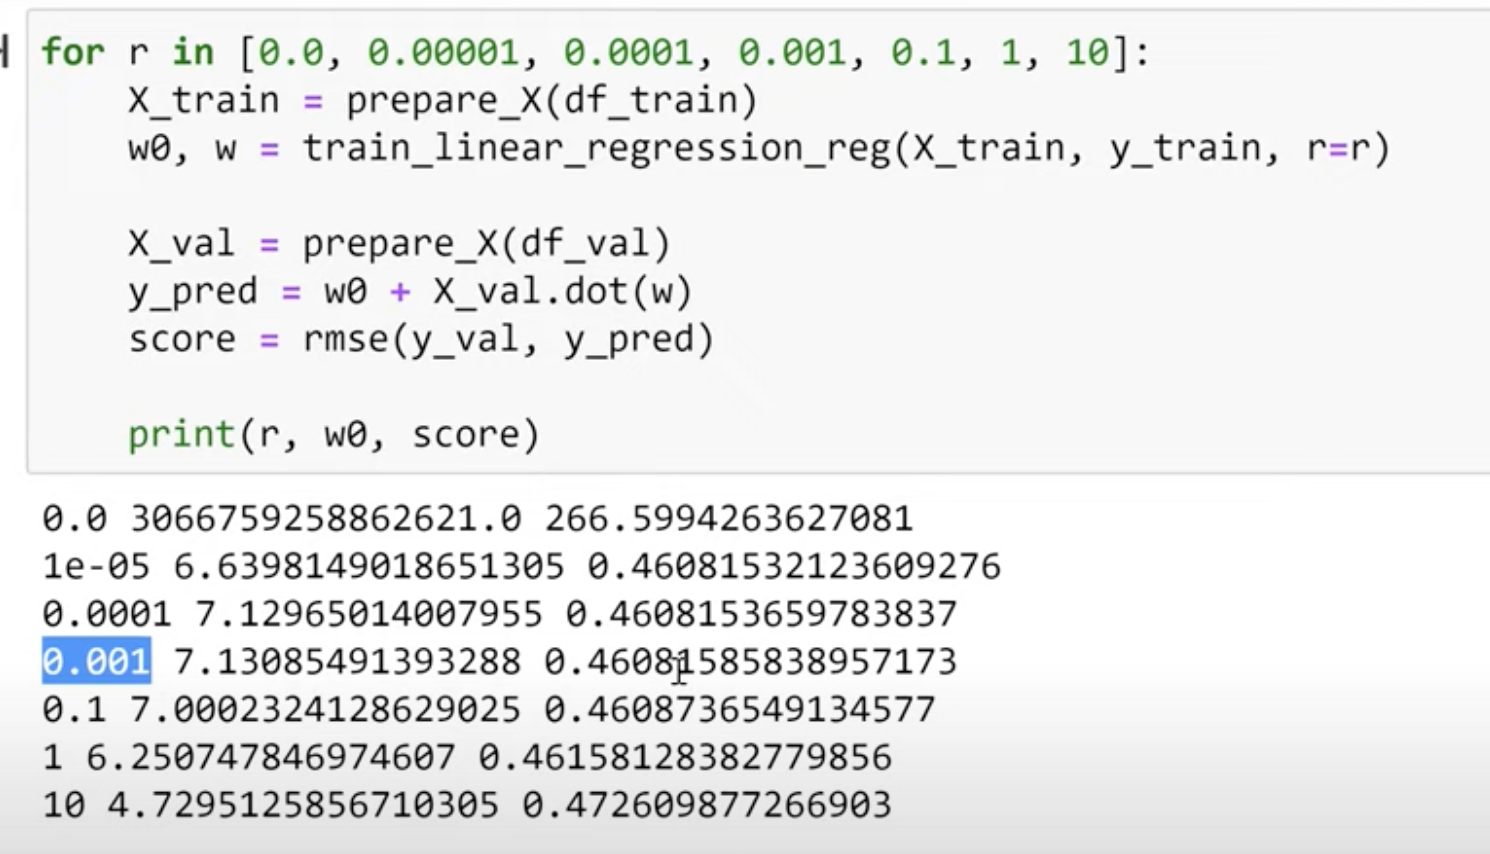 for r in [0.0, 0.00001, 0.0001, 0.001, 0.1, 1, 10]:
    X_train = prepare_X(df_train)
    w0, w = train_linear_regression_reg(X_train, y_train, r=r)

    X_val = prepare_X(df_val)
    y_pred = w0 + X_val.dot(w)
    score = rmse(y_val, y_pred)

    print(r, w0, score)
0.0 3066759258862621.0 266.5994263627081
1e-05 6.6398149018651305 0.46081532123609276
0.0001 7.12965014007955 0.4608153659783837
0.001 7.13085491393288 0.46081585838957173
0.1 7.0002324128629025 0.4608736549134577
1 6.250747846974607 0.46158128382779856
10 4.7295125856710305 0.472609877266903